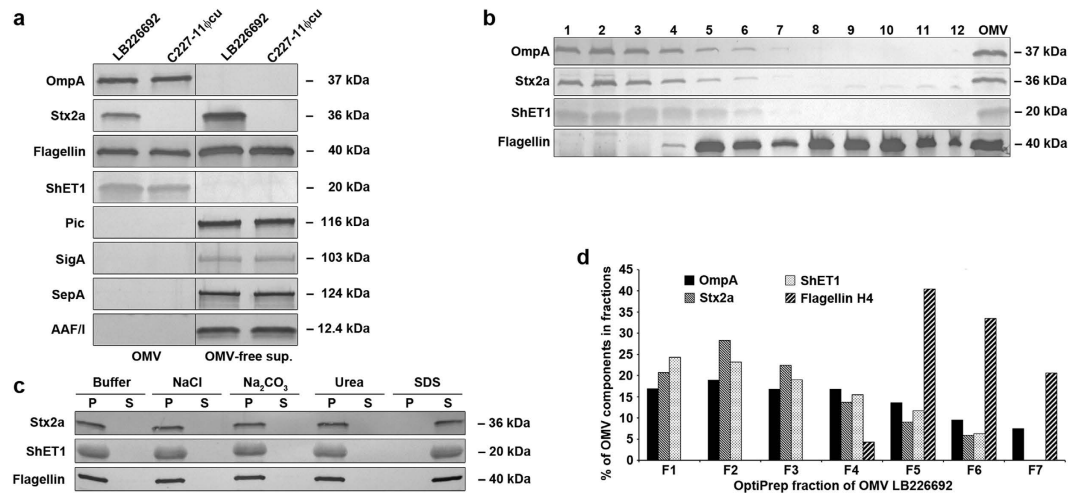 a
LB226692
C227-11ϕcu
LB226692
C227-11ϕcu
OmpA – 37 kDa
Stx2a – 36 kDa
Flagellin – 40 kDa
ShET1 – 20 kDa
Pic – 116 kDa
SigA – 103 kDa
SepA – 124 kDa
AAF/I – 12.4 kDa
OMV OMV-free sup.
b
1 2 3 4 5 6 7 8 9 10 11 12 OMV
OmpA – 37 kDa
Stx2a – 36 kDa
ShET1 – 20 kDa
Flagellin – 40 kDa
c
Buffer NaCl Na₂CO₃ Urea SDS
P S P S P S P S P S
Stx2a – 36 kDa
ShET1 – 20 kDa
Flagellin – 40 kDa
d
% of OMV components in fractions
45
40
35
30
25
20
15
10
5
0
OmpA ShET1
Stx2a Flagellin H4
F1 F2 F3 F4 F5 F6 F7
OptiPrep fraction of OMV LB226692